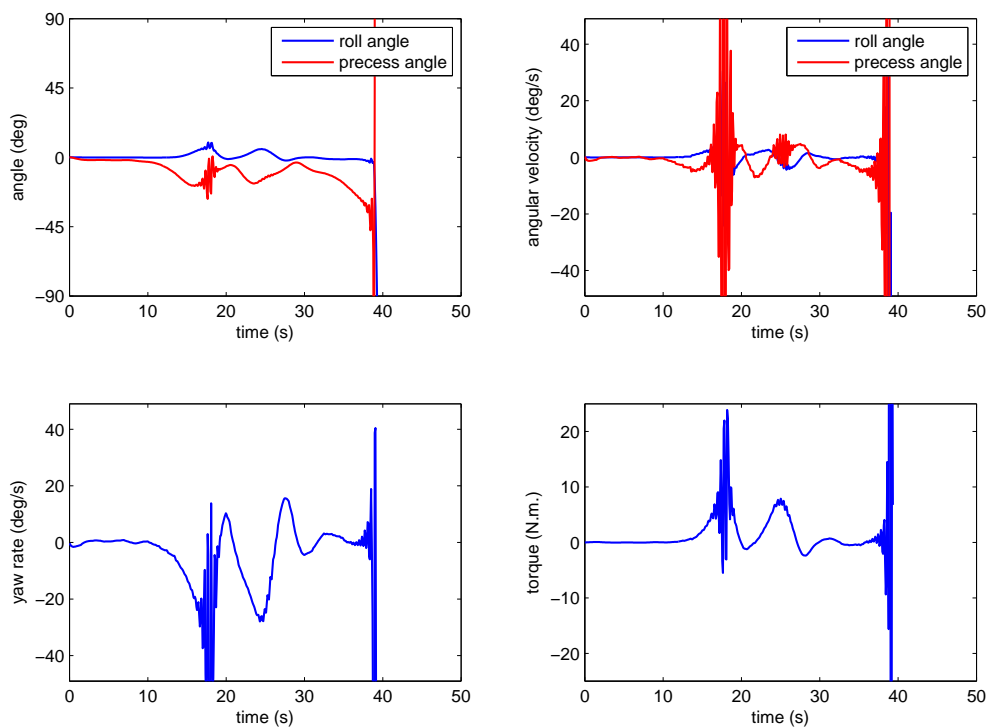 90
45
0
−45
−90
angle (deg)
roll angle
precess angle
0 10 20 30 40 50
time (s)
40
20
0
−20
−40
angular velocity (deg/s)
roll angle
precess angle
0 10 20 30 40 50
time (s)
40
20
0
−20
−40
yaw rate (deg/s)
0 10 20 30 40 50
time (s)
20
10
0
−10
−20
torque (N.m.)
0 10 20 30 40 50
time (s)